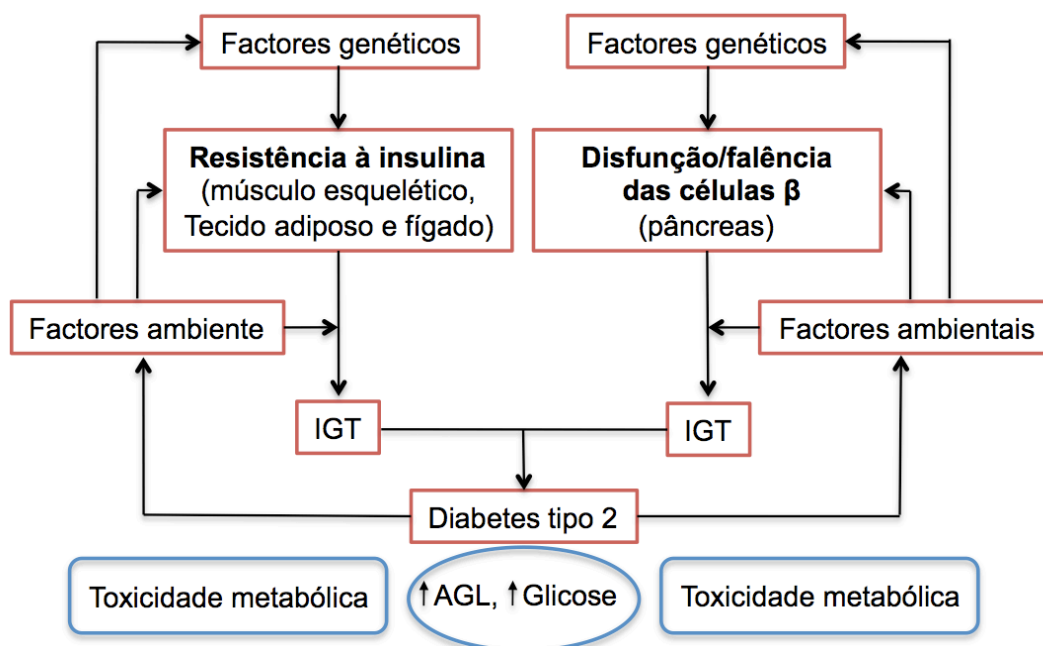 Factores genéticos
Factores genéticos
Resistência à insulina
(músculo esquelético,
Tecido adiposo e fígado)
Disfunção/falência
das células β
(pâncreas)
Factores ambiente
Factores ambientais
IGT
IGT
Diabetes tipo 2
Toxicidade metabólica
↑AGL, ↑Glicose
Toxicidade metabólica